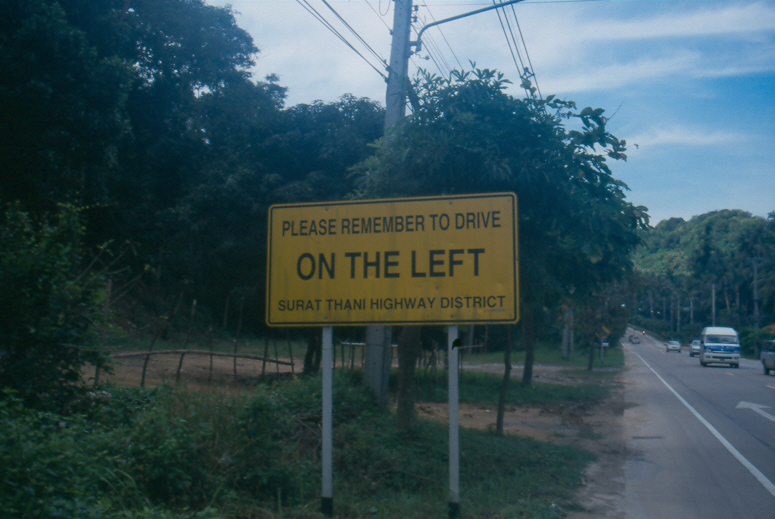 PLEASE REMEMBER TO DRIVE
ON THE LEFT
SURAT THANI HIGHWAY DISTRICT